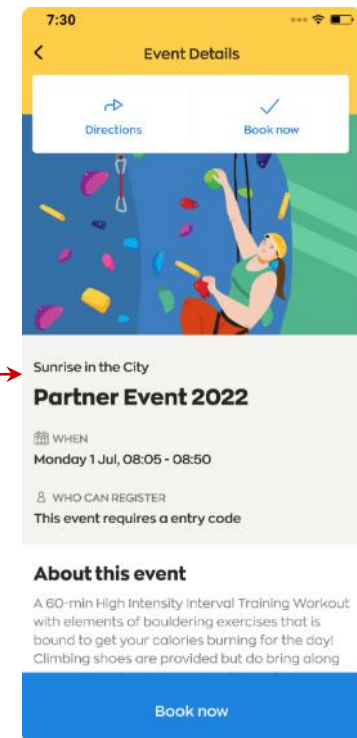 7:30
Event Details
Directions
Book now
Sunrise in the City
Partner Event 2022
WHEN
Monday 1 Jul, 08:05 - 08:50
WHO CAN REGISTER
This event requires a entry code
About this event
A 60-min High Intensity Interval Training Workout
with elements of bouldering exercises that is
bound to get your calories burning for the day!
Climbing shoes are provided but do bring along
Book now